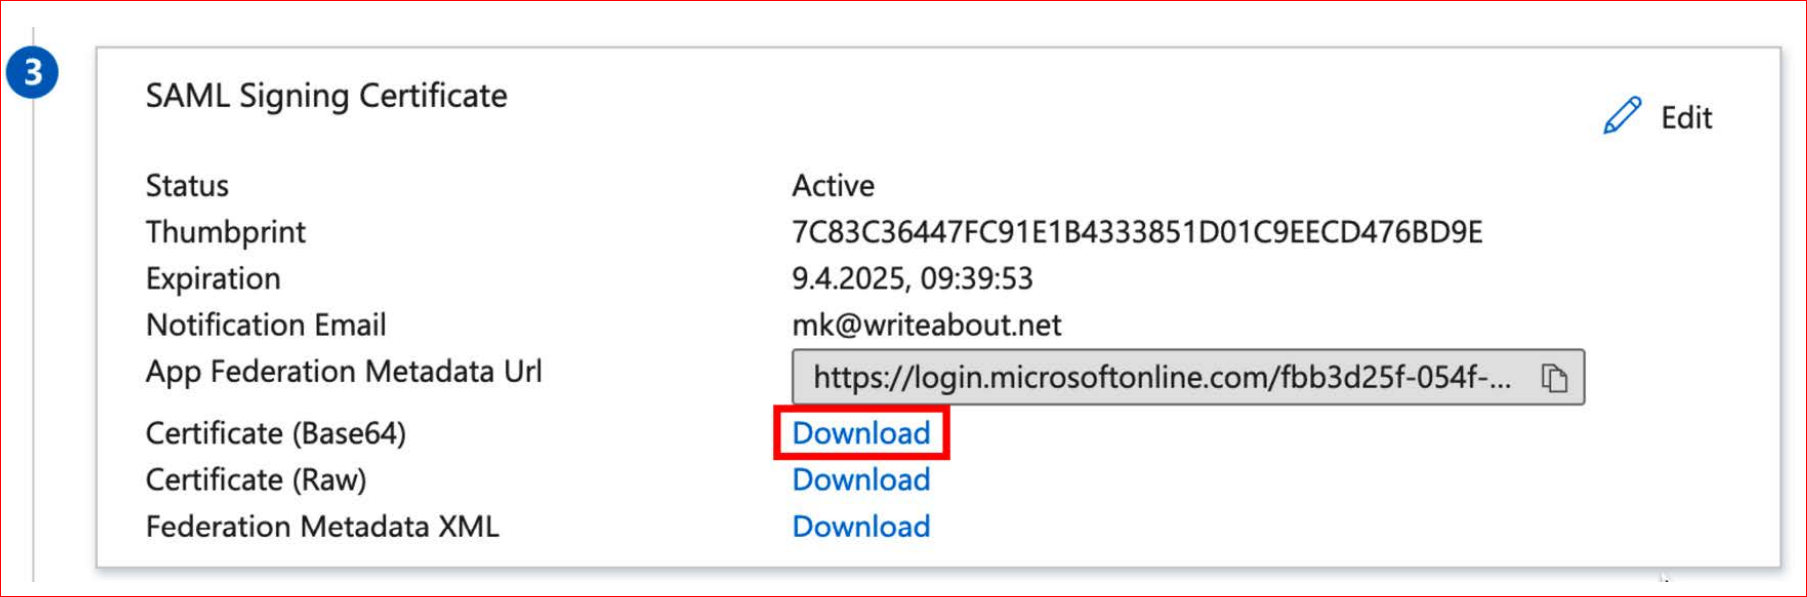 3
SAML Signing Certificate
Edit
Status Active
Thumbprint 7C83C36447FC91E1B4333851D01C9EECD476BD9E
Expiration 9.4.2025, 09:39:53
Notification Email mk@writeabout.net
App Federation Metadata Url https://login.microsoftonline.com/fbb3d25f-054f-...
Certificate (Base64) Download
Certificate (Raw) Download
Federation Metadata XML Download